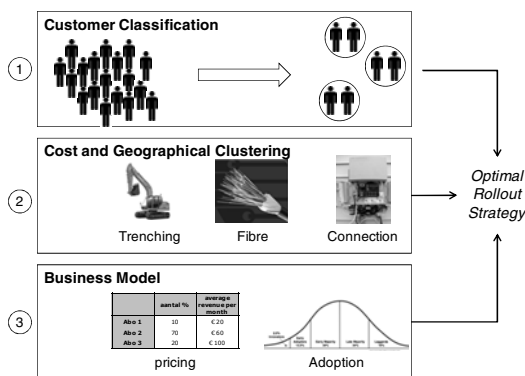 Customer Classification
1
Cost and Geographical Clustering
2
Trenching
Fibre
Connection
Optimal
Rollout
Strategy
Business Model
3
aantal %
average
revenue per
month
Abo 1 10 €20
Abo 2 70 €60
Abo 3 20 €100
pricing
Adoption